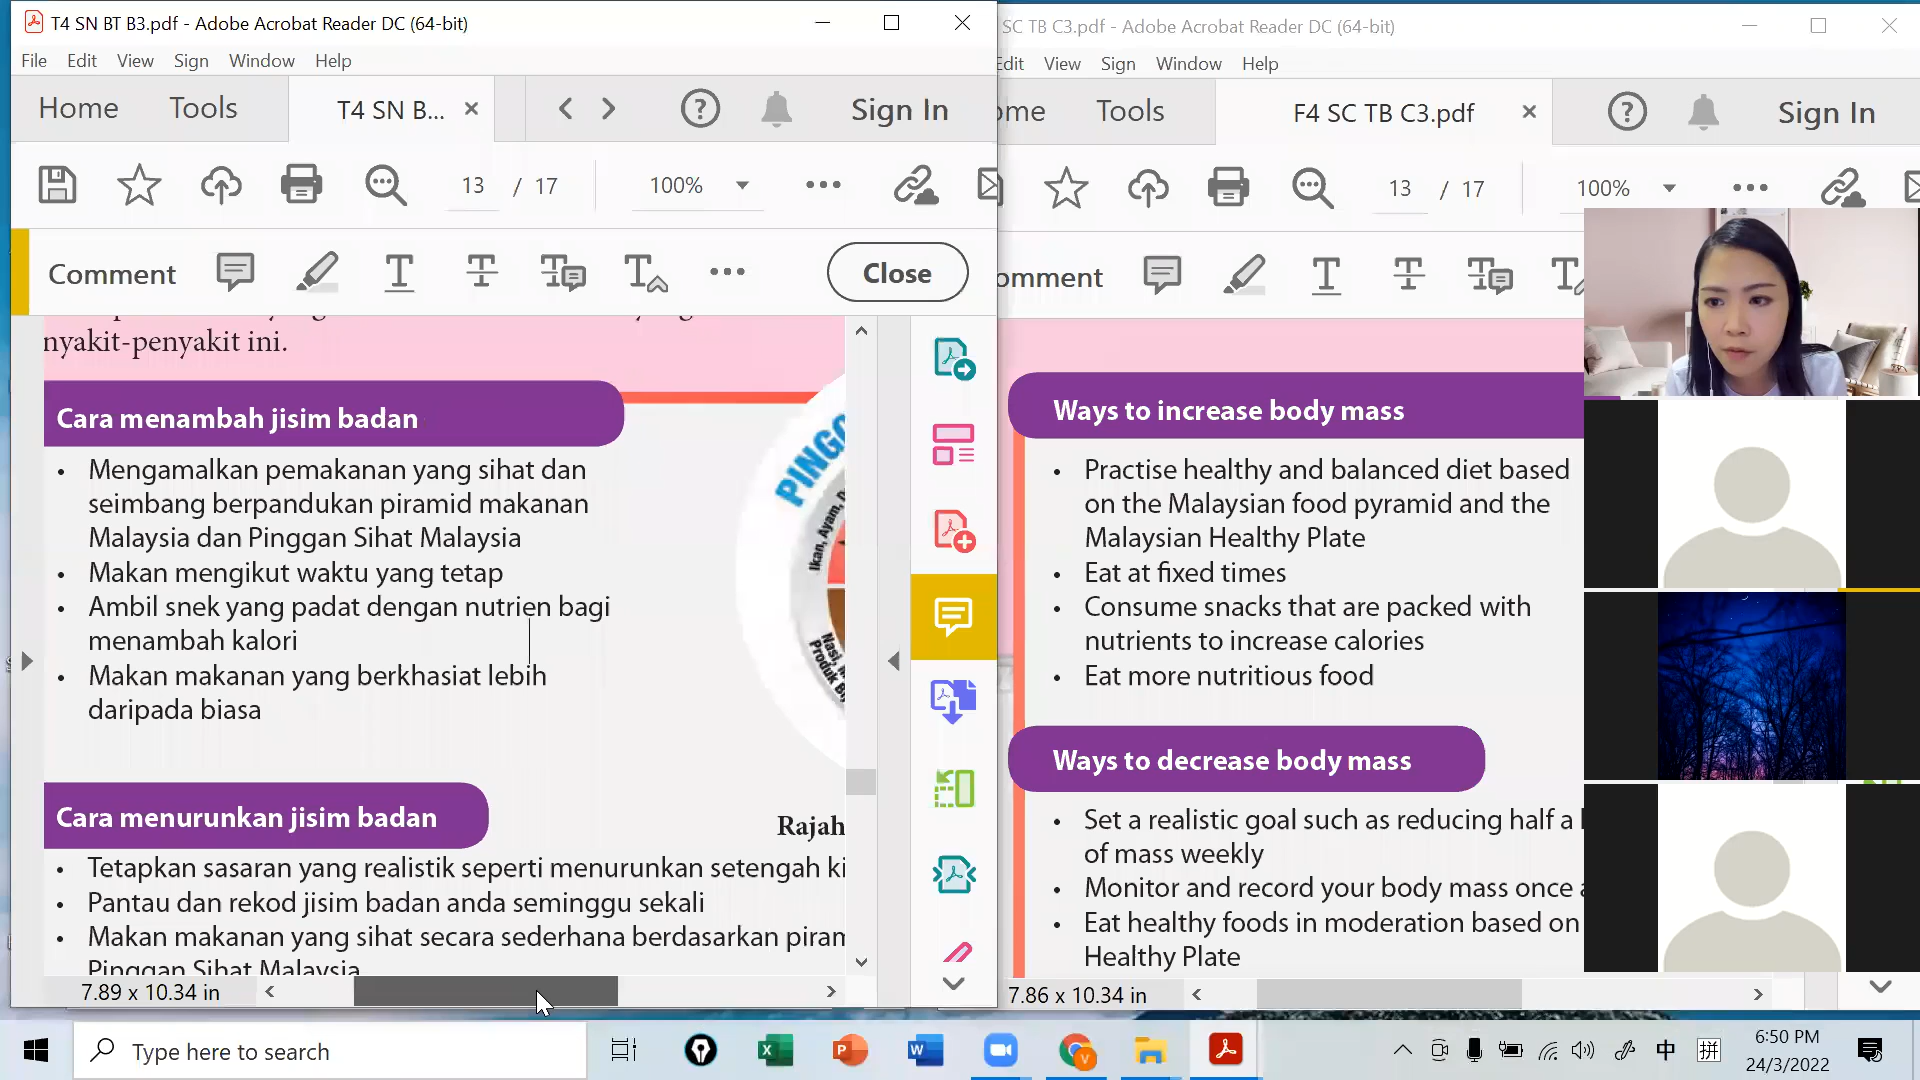 T4 SN BT B3.pdf - Adobe Acrobat Reader DC (64-bit)
File Edit View Sign Window Help
Home Tools T4 SN B... Sign In
13 / 17 100%
Comment Close
nyakit-penyakit ini.
Cara menambah jisim badan
• Mengamalkan pemakanan yang sihat dan
seimbang berpandukan piramid makanan
Malaysia dan Pinggan Sihat Malaysia
• Makan mengikut waktu yang tetap
• Ambil snek yang padat dengan nutrien bagi
menambah kalori
• Makan makanan yang berkhasiat lebih
daripada biasa
PINGG
Ikan, Ayam,
Nasi,
Produk
Rajah
Cara menurunkan jisim badan
• Tetapkan sasaran yang realistik seperti menurunkan setengah ki
• Pantau dan rekod jisim badan anda seminggu sekali
• Makan makanan yang sihat secara sederhana berdasarkan piram
Pinggan Sihat Malaysia
7.89 x 10.34 in
SC TB C3.pdf - Adobe Acrobat Reader DC (64-bit)
Edit View Sign Window Help
ome Tools F4 SC TB C3.pdf Sign In
13 / 17 100%
omment
Ways to increase body mass
• Practise healthy and balanced diet based
on the Malaysian food pyramid and the
Malaysian Healthy Plate
• Eat at fixed times
• Consume snacks that are packed with
nutrients to increase calories
• Eat more nutritious food
Ways to decrease body mass
• Set a realistic goal such as reducing half a
of mass weekly
• Monitor and record your body mass once a
• Eat healthy foods in moderation based on
Healthy Plate
7.86 x 10.34 in
Type here to search
中 拼
6:50 PM
24/3/2022